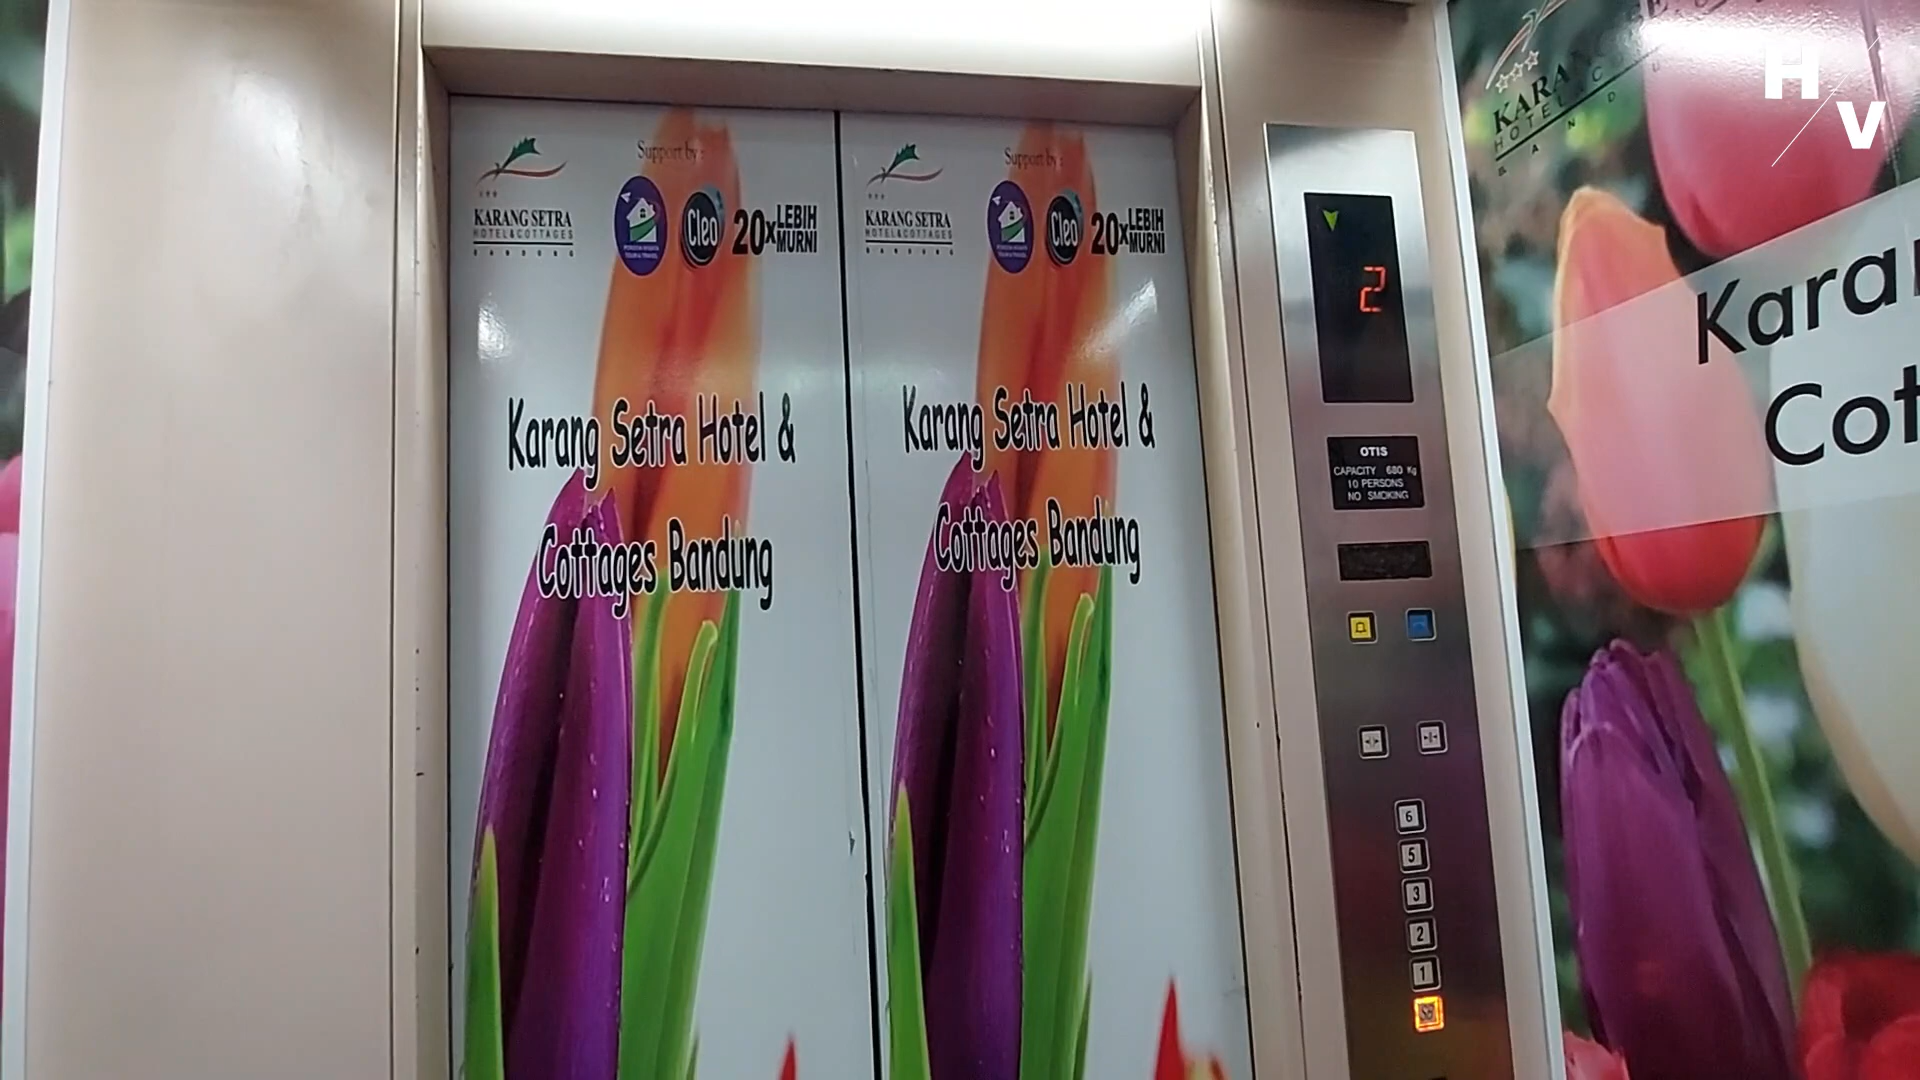 Support by :
KARANG SETRA
HOTEL & COTTAGES
BANDUNG
Cleo
20x LEBIH MURNI
Karang Setra Hotel &
Cottages Bandung
Support by :
KARANG SETRA
HOTEL & COTTAGES
BANDUNG
Cleo
20x LEBIH MURNI
Karang Setra Hotel &
Cottages Bandung
2
OTIS
CAPACITY 680 Kg
10 PERSONS
NO SMOKING
6
5
3
2
1
H
V